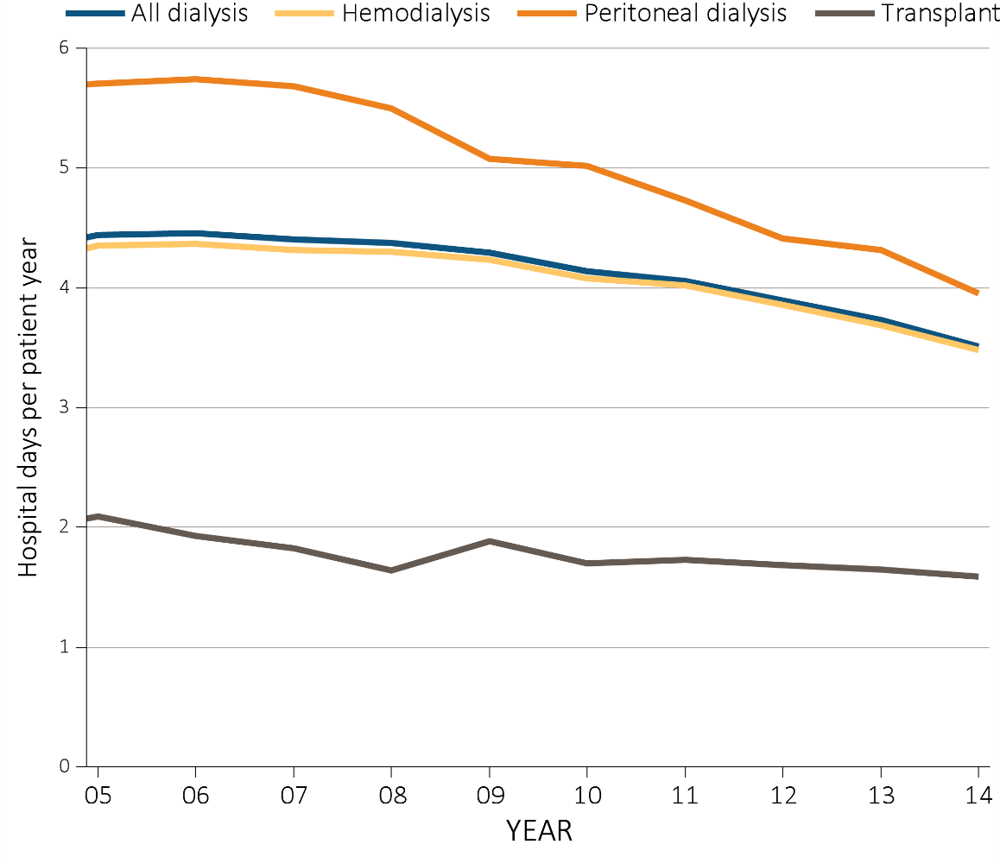 All dialysis Hemodialysis Peritoneal dialysis Transplant
Hospital days per patient year
6
5
4
3
2
1
0
05 06 07 08 09 10 11 12 13 14
YEAR